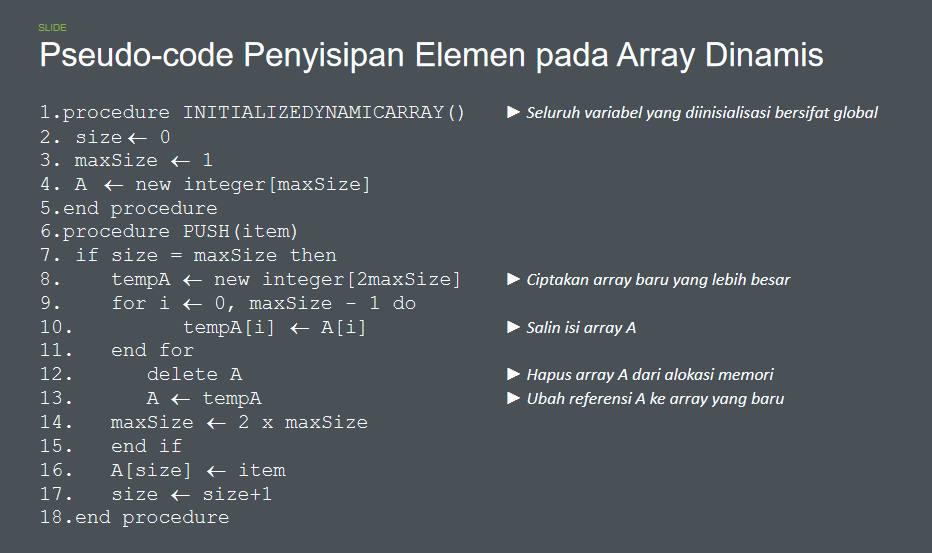 SLIDE
Pseudo-code Penyisipan Elemen pada Array Dinamis
1.procedure INITIALIZEDYNAMICARRAY() ► Seluruh variabel yang diinisialisasi bersifat global
2. size ← 0
3. maxSize ← 1
4. A ← new integer[maxSize]
5.end procedure
6.procedure PUSH(item)
7. if size = maxSize then
8. tempA ← new integer[2maxSize] ► Ciptakan array baru yang lebih besar
9. for i ← 0, maxSize - 1 do
10. tempA[i] ← A[i] ► Salin isi array A
11. end for
12. delete A ► Hapus array A dari alokasi memori
13. A ← tempA ► Ubah referensi A ke array yang baru
14. maxSize ← 2 x maxSize
15. end if
16. A[size] ← item
17. size ← size+1
18.end procedure